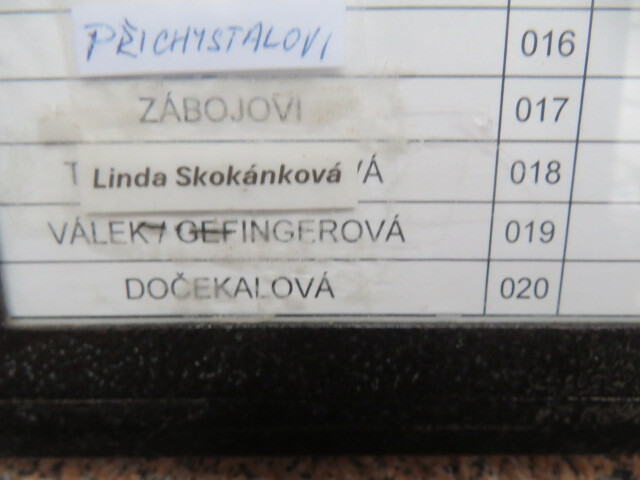 PŘICHYSTALOVI 016
ZÁBOJOVI 017
Linda Skokánková 018
VÁLEK / GEFINGEROVÁ 019
DOČEKALOVÁ 020